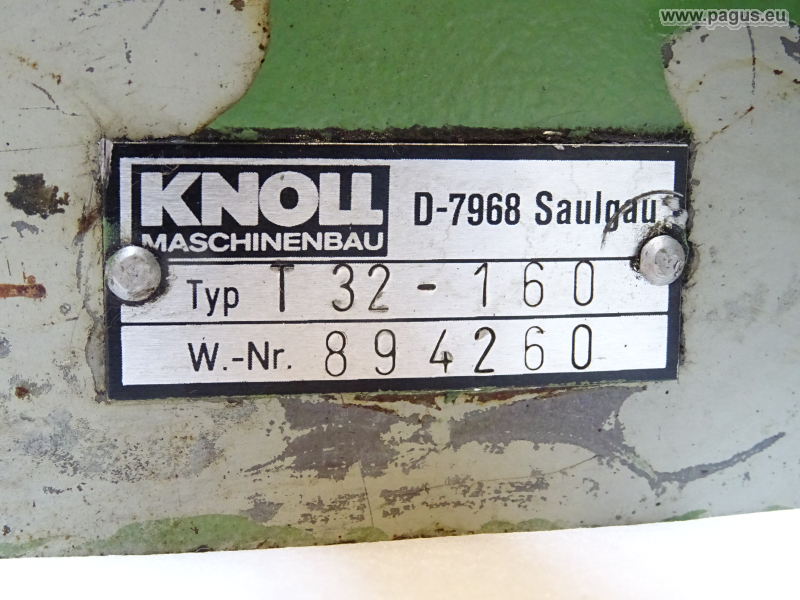 www.pagus.eu
KNOLL
MASCHINENBAU
D-7968 Saulgau
Typ T 32-160
W.-Nr. 894260